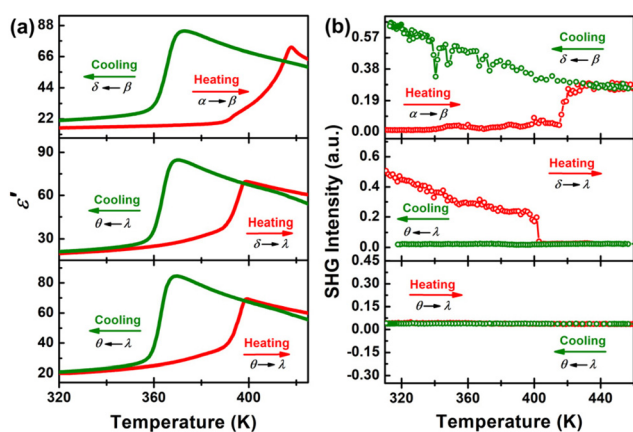 (a)
88
66
44
22
Cooling
δ ← β
Heating
α → β
90
60
30
ε′
Cooling
θ ← λ
Heating
δ → λ
80
60
40
20
Cooling
θ ← λ
Heating
θ → λ
320 360 400
Temperature (K)
(b)
0.57
0.38
0.19
0.00
Cooling
δ ← β
Heating
α → β
0.6
0.4
0.2
0.0
SHG Intensity (a.u.)
Heating
δ → λ
Cooling
θ ← λ
0.45
0.30
0.15
0.00
-0.15
-0.30
Heating
θ → λ
Cooling
θ ← λ
320 360 400 440
Temperature (K)